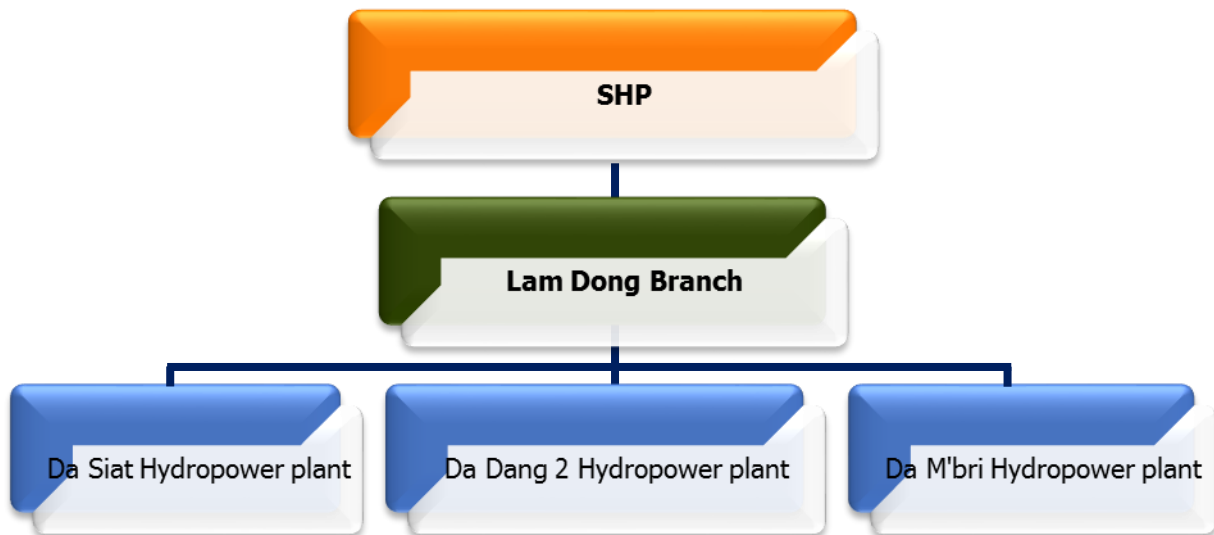 SHP
Lam Dong Branch
Da Siat Hydropower plant
Da Dang 2 Hydropower plant
Da M'bri Hydropower plant